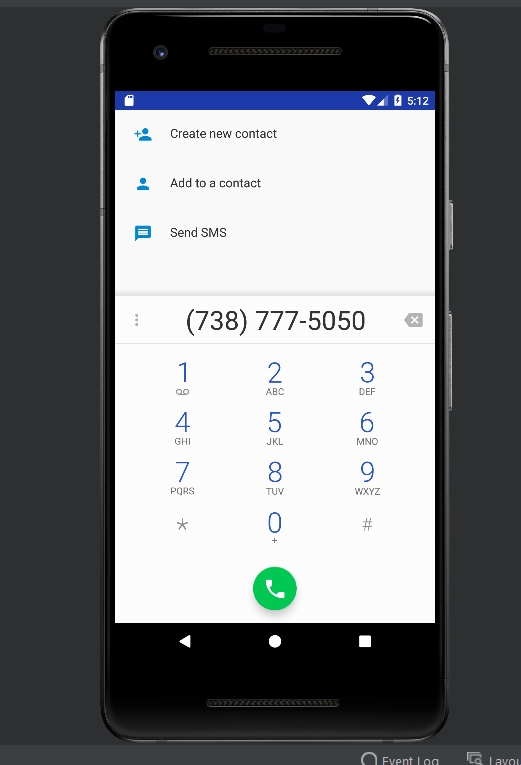 5:12
Create new contact
Add to a contact
Send SMS
(738) 777-5050
1 2 3
ABC DEF
4 5 6
GHI JKL MNO
7 8 9
PQRS TUV WXYZ
* 0 #
+
Event Log